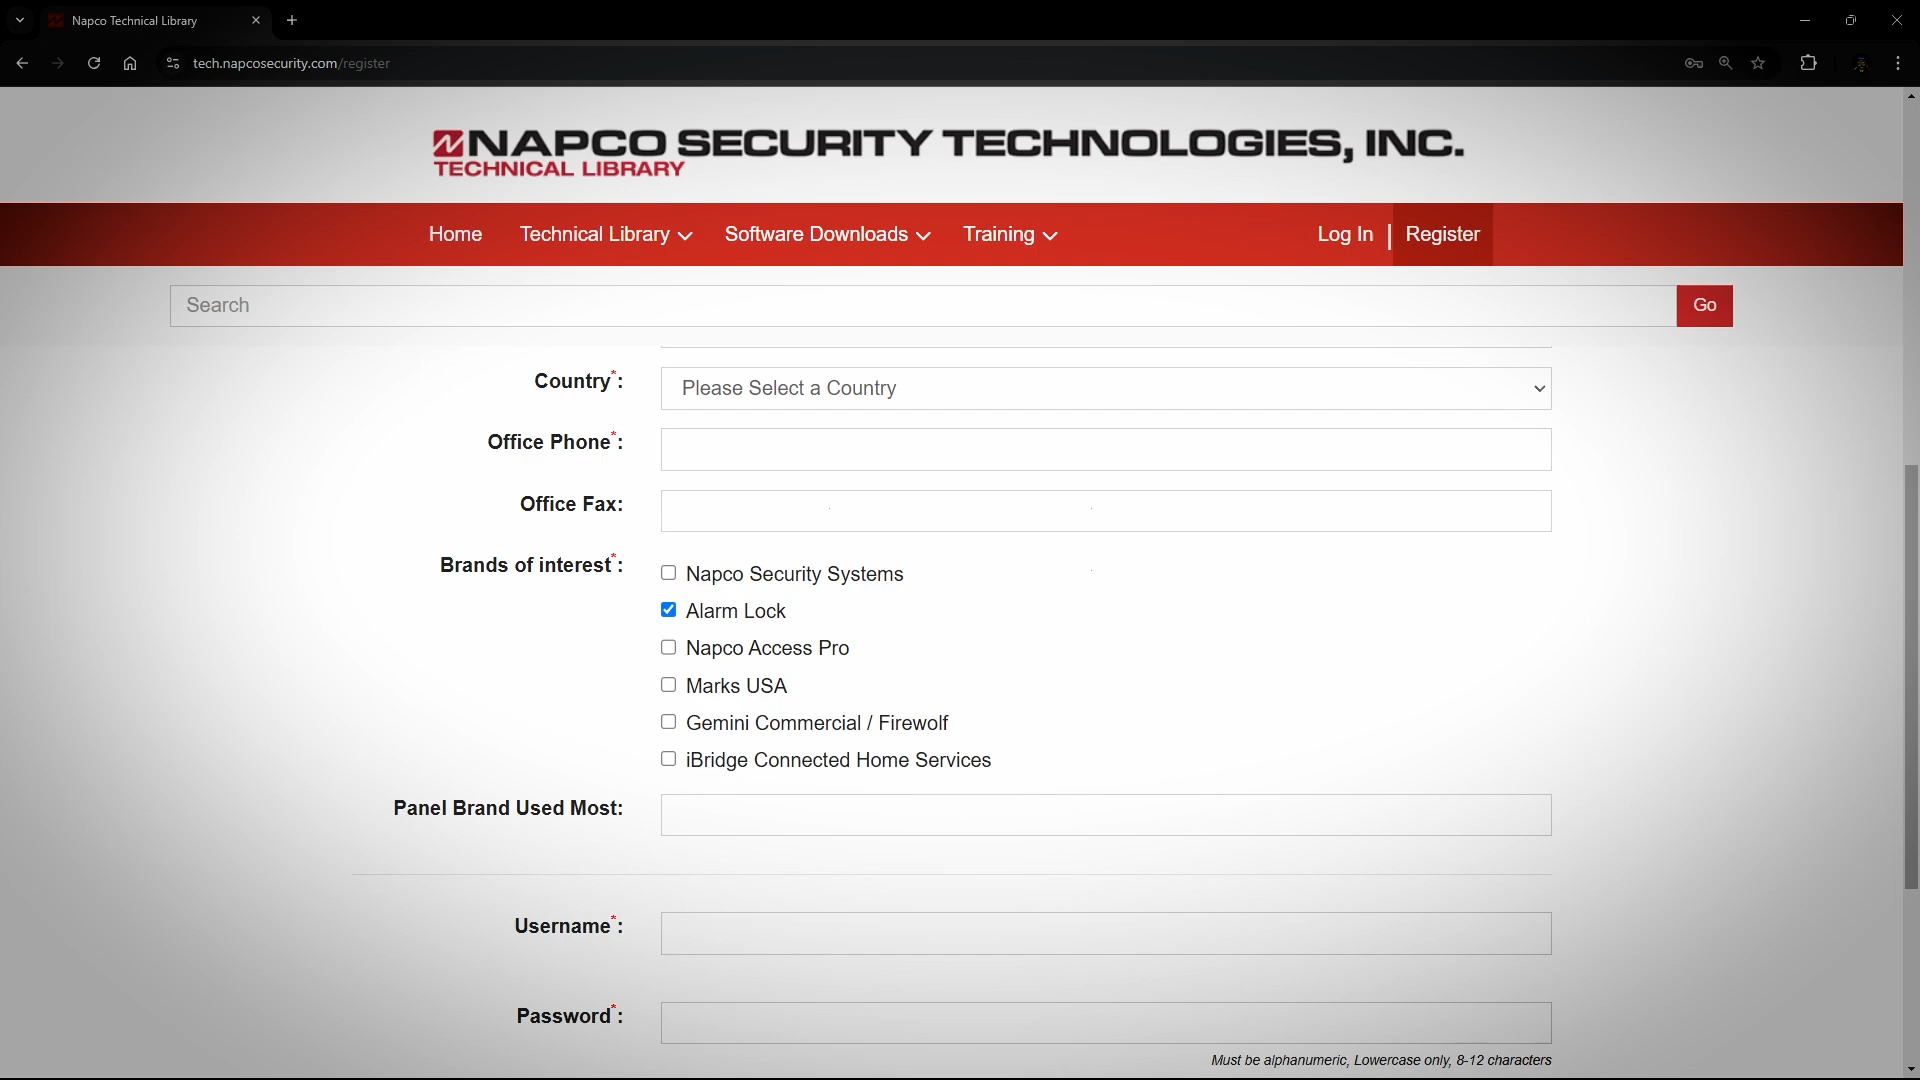 Napco Technical Library
tech.napcosecurity.com/register
NAPCO SECURITY TECHNOLOGIES, INC.
TECHNICAL LIBRARY
Home Technical Library Software Downloads Training Log In | Register
Search Go
Country*: Please Select a Country
Office Phone*:
Office Fax:
Brands of interest*:
Napco Security Systems
Alarm Lock
Napco Access Pro
Marks USA
Gemini Commercial / Firewolf
iBridge Connected Home Services
Panel Brand Used Most:
Username*:
Password*:
Must be alphanumeric, Lowercase only, 8-12 characters